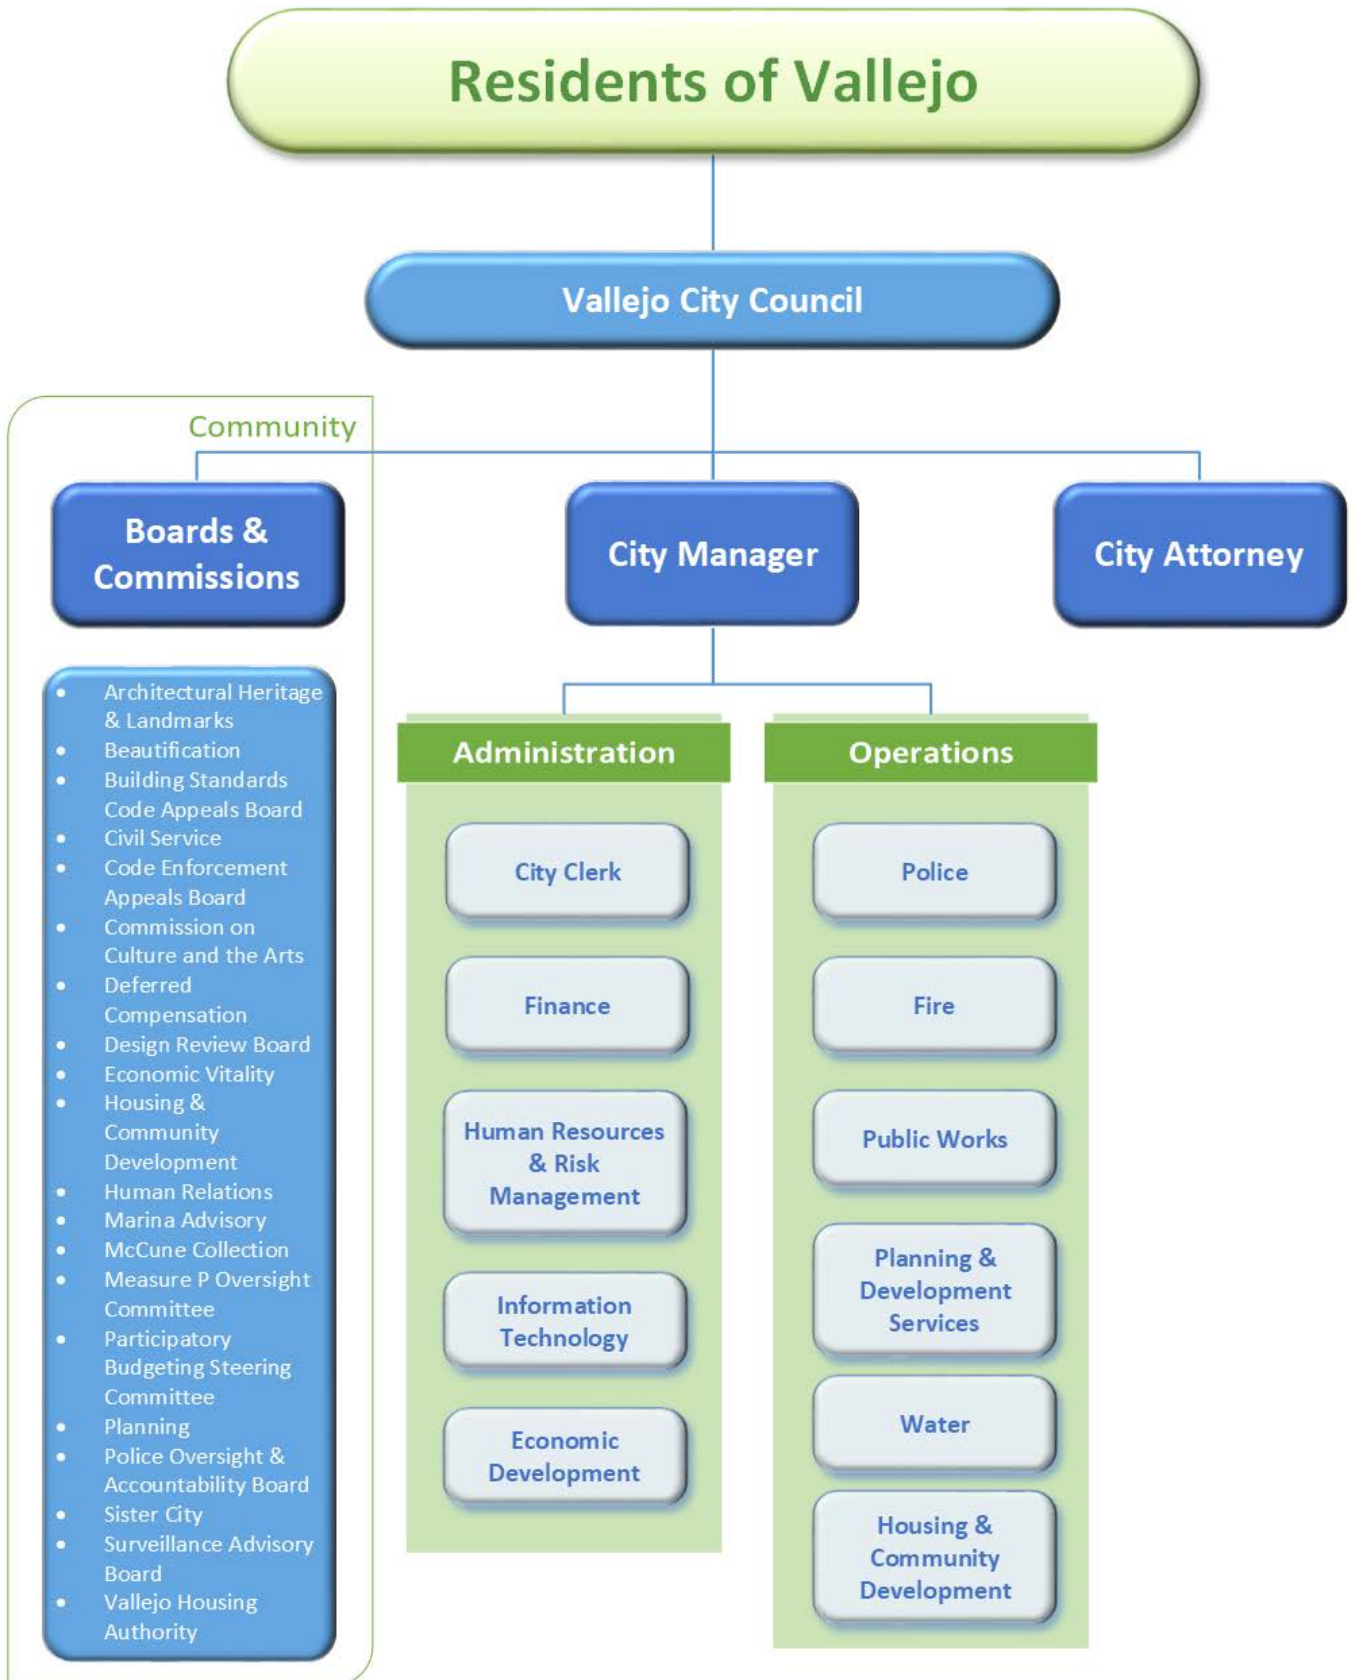 Residents of Vallejo
Vallejo City Council
Community
Boards &
Commissions
City Manager
City Attorney
• Architectural Heritage
& Landmarks
• Beautification
• Building Standards
Code Appeals Board
• Civil Service
• Code Enforcement
Appeals Board
• Commission on
Culture and the Arts
• Deferred
Compensation
• Design Review Board
• Economic Vitality
• Housing &
Community
Development
• Human Relations
• Marina Advisory
• McCune Collection
• Measure P Oversight
Committee
• Participatory
Budgeting Steering
Committee
• Planning
• Police Oversight &
Accountability Board
• Sister City
• Surveillance Advisory
Board
• Vallejo Housing
Authority
Administration
City Clerk
Finance
Human Resources
& Risk
Management
Information
Technology
Economic
Development
Operations
Police
Fire
Public Works
Planning &
Development
Services
Water
Housing &
Community
Development